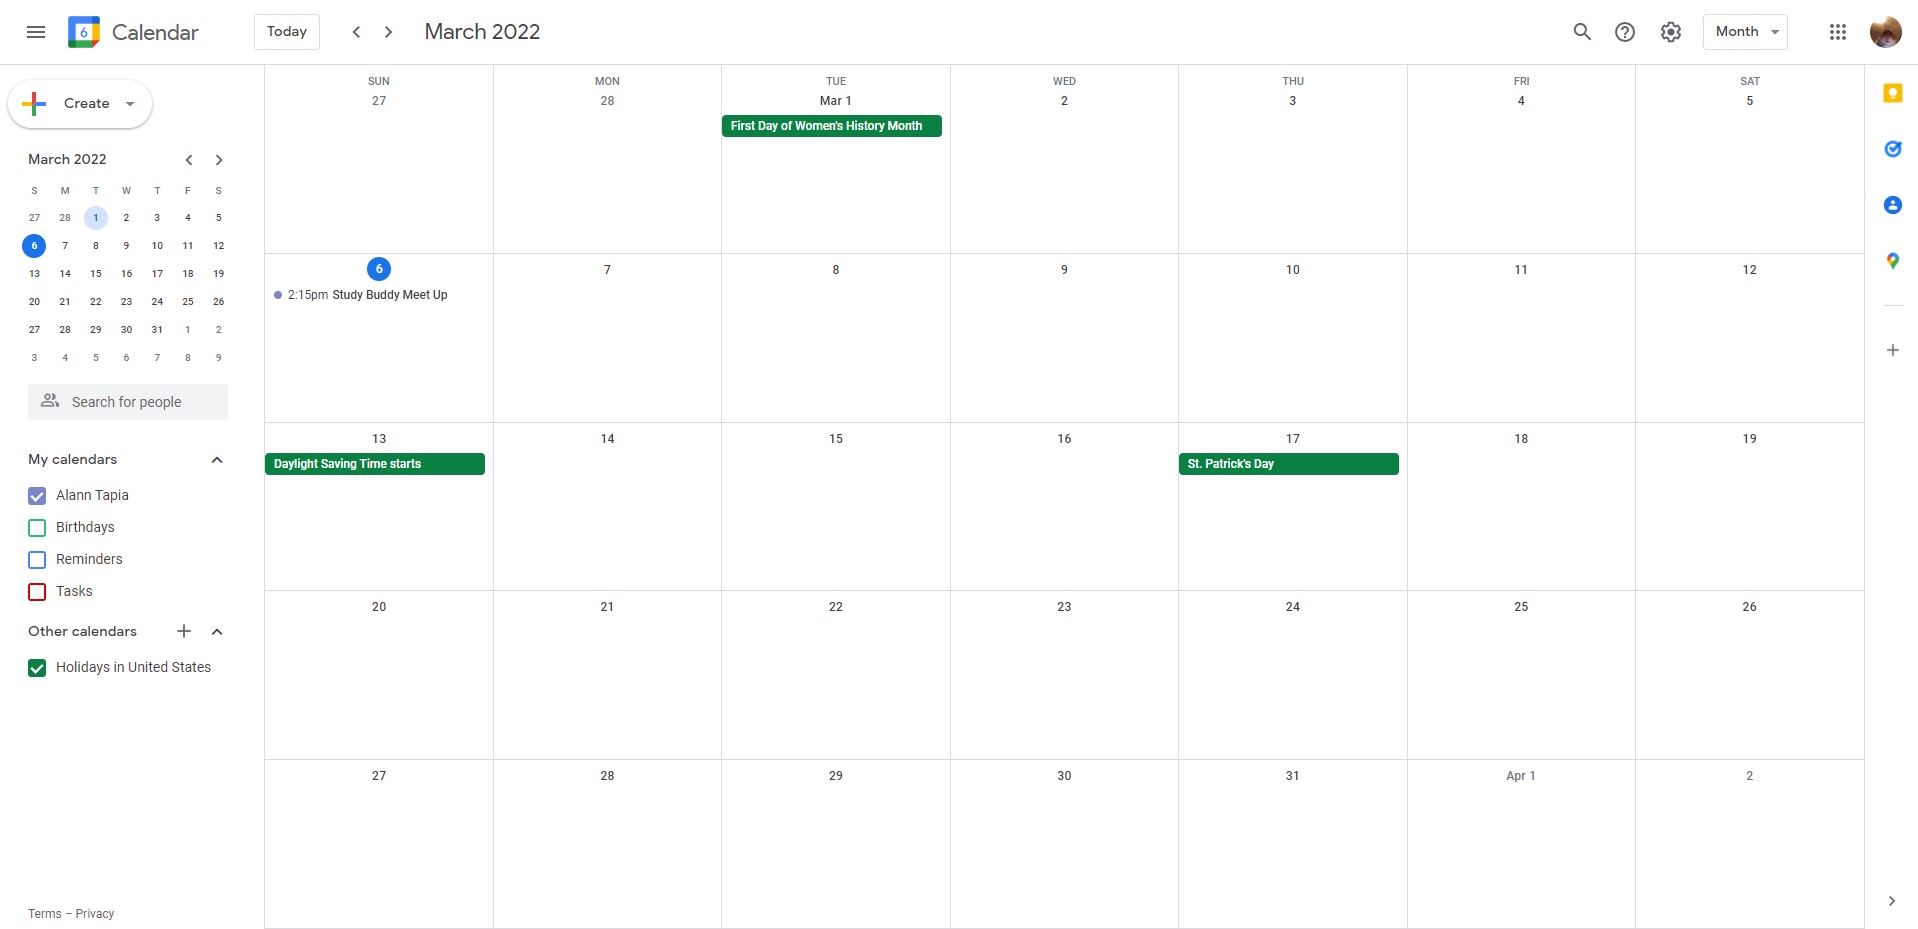 6 Calendar Today March 2022 Month
Create
March 2022
S M T W T F S
27 28 1 2 3 4 5
6 7 8 9 10 11 12
13 14 15 16 17 18 19
20 21 22 23 24 25 26
27 28 29 30 31 1 2
3 4 5 6 7 8 9
Search for people
My calendars
Alann Tapia
Birthdays
Reminders
Tasks
Other calendars
Holidays in United States
Terms – Privacy
SUN MON TUE WED THU FRI SAT
27 28 Mar 1 2 3 4 5
First Day of Women's History Month
6 7 8 9 10 11 12
2:15pm Study Buddy Meet Up
13 14 15 16 17 18 19
Daylight Saving Time starts St. Patrick's Day
20 21 22 23 24 25 26
27 28 29 30 31 Apr 1 2